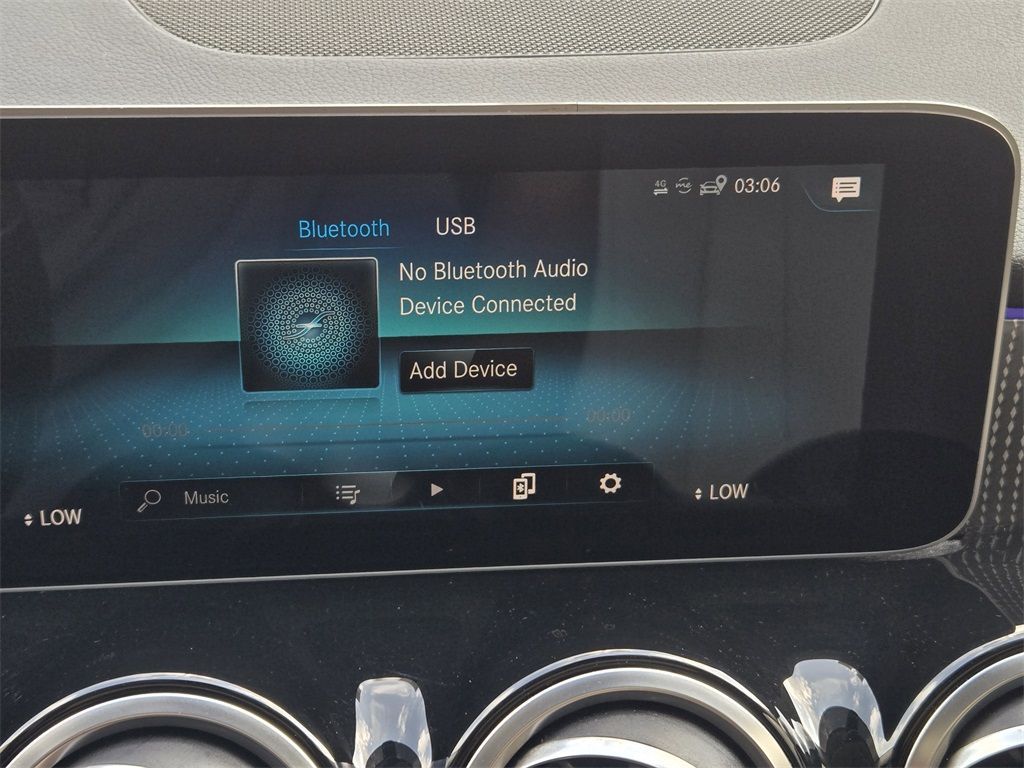 4G me 03:06
Bluetooth USB
No Bluetooth Audio
Device Connected
Add Device
00:00 00:00
Music
LOW LOW